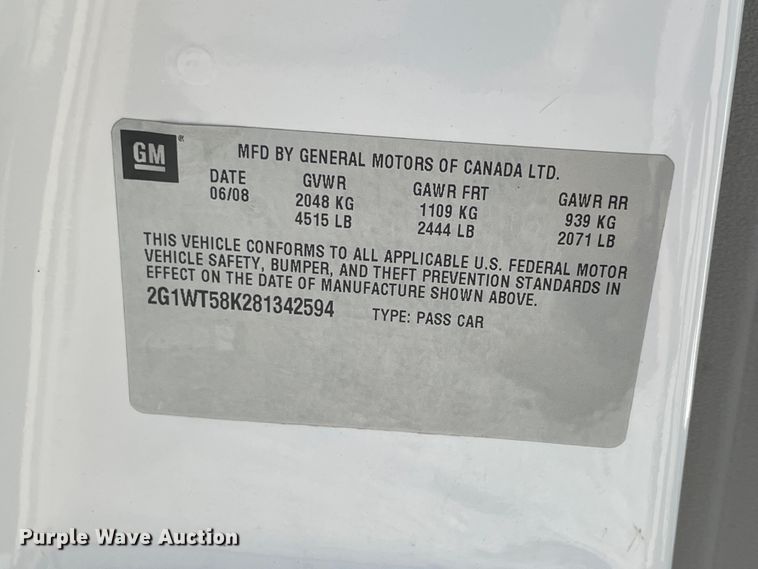 GM®
MFD BY GENERAL MOTORS OF CANADA LTD.
DATE GVWR GAWR FRT GAWR RR
06/08 2048 KG 1109 KG 939 KG
4515 LB 2444 LB 2071 LB
THIS VEHICLE CONFORMS TO ALL APPLICABLE U.S. FEDERAL MOTOR
VEHICLE SAFETY, BUMPER, AND THEFT PREVENTION STANDARDS IN
EFFECT ON THE DATE OF MANUFACTURE SHOWN ABOVE.
2G1WT58K281342594 TYPE: PASS CAR
Purple Wave Auction